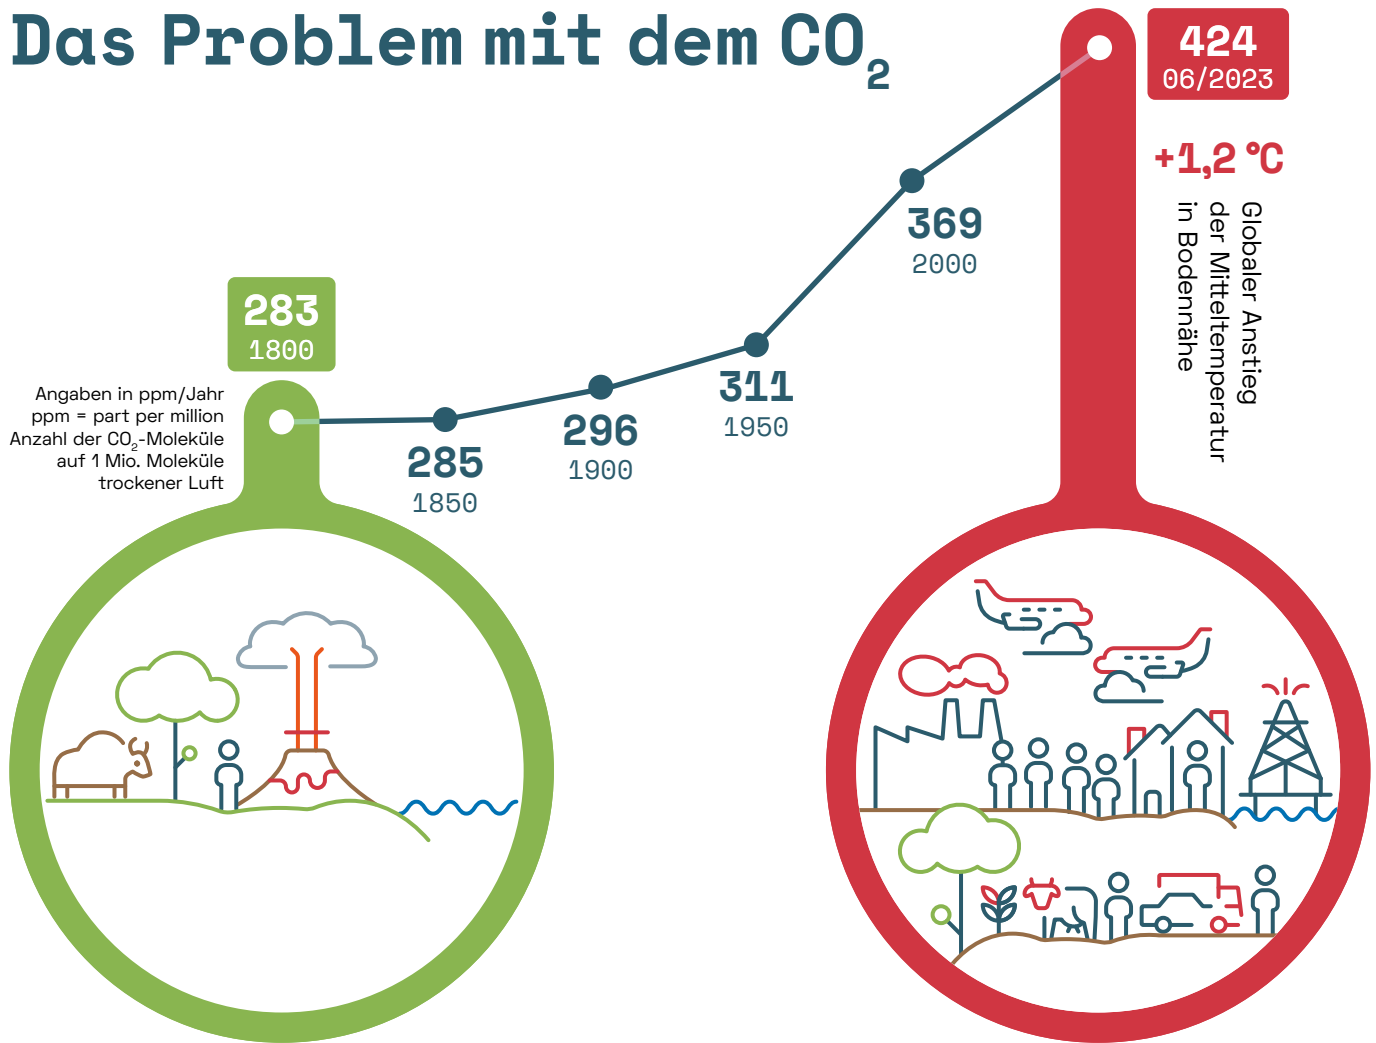 Das Problem mit dem CO₂
424
06/2023
+1,2 °C
Globaler Anstieg
der Mitteltemperatur
in Bodennähe
369
2000
311
1950
296
1900
285
1850
283
1800
Angaben in ppm/Jahr
ppm = part per million
Anzahl der CO₂-Moleküle
auf 1 Mio. Moleküle
trockener Luft